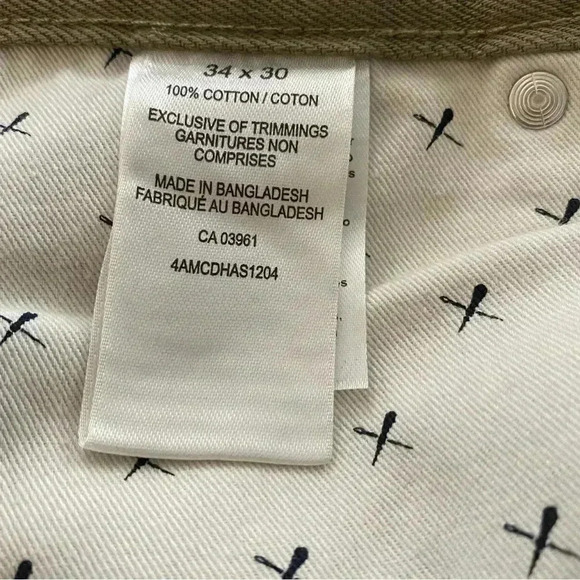 34 x 30
100% COTTON / COTON
EXCLUSIVE OF TRIMMINGS
GARNITURES NON
COMPRISES
MADE IN BANGLADESH
FABRIQUÉ AU BANGLADESH
CA 03961
4AMCDHAS1204